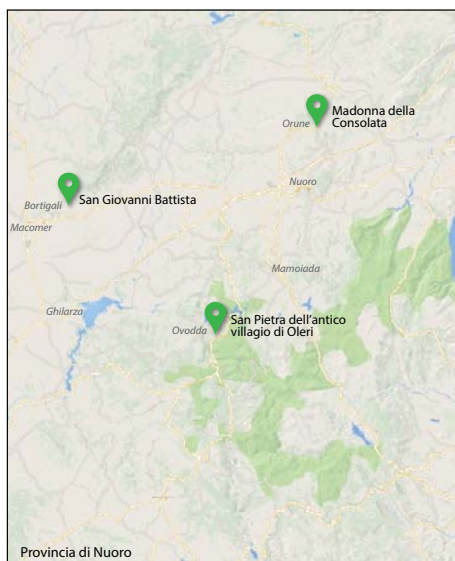 Madonna della
Consolata
Orune
Nuoro
San Giovanni Battista
Bortigali
Macomer
Mamoiada
Ghilarza
San Pietra dell'antico
villagio di Oleri
Ovodda
Provincia di Nuoro